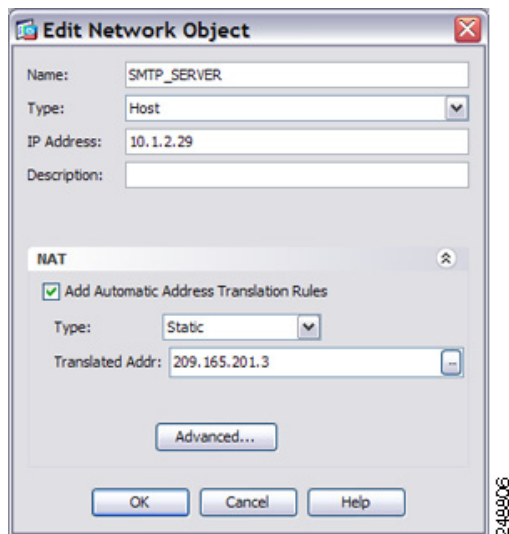 Edit Network Object
Name: SMTP_SERVER
Type: Host
IP Address: 10.1.2.29
Description:
NAT
Add Automatic Address Translation Rules
Type: Static
Translated Addr: 209.165.201.3 ...
Advanced...
OK Cancel Help
248806